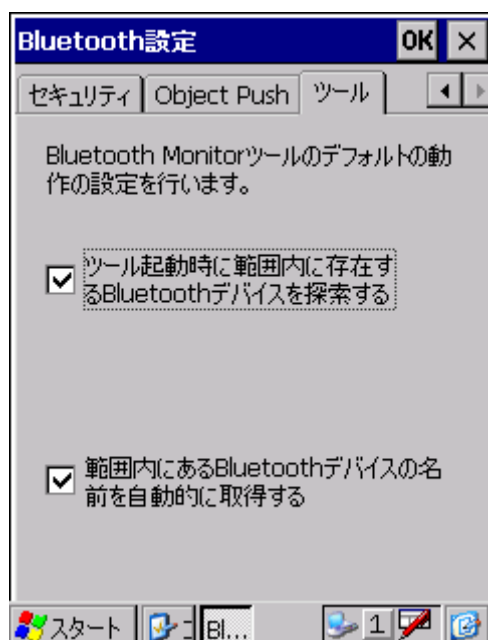 Bluetooth設定 OK ×
セキュリティ Object Push ツール
Bluetooth Monitorツールのデフォルトの動
作の設定を行います。
ツール起動時に範囲内に存在す
るBluetoothデバイスを探索する
範囲内にあるBluetoothデバイスの名
前を自動的に取得する
スタート Bl... 1